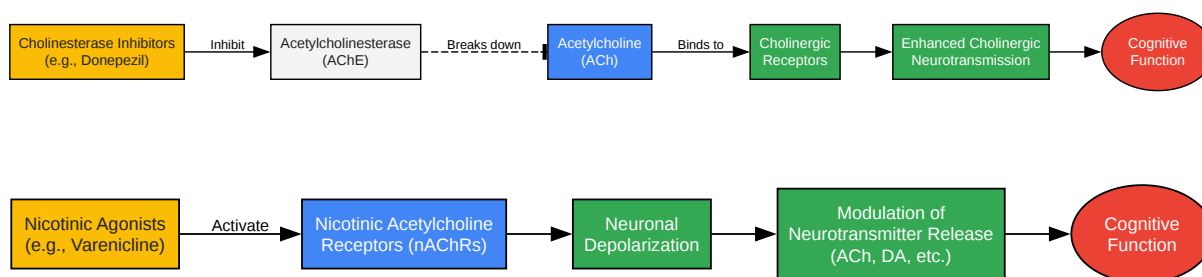 Cholinesterase Inhibitors
(e.g., Donepezil)
Inhibit
Acetylcholinesterase
(AChE)
Breaks down
Acetylcholine
(ACh)
Binds to
Cholinergic
Receptors
Enhanced Cholinergic
Neurotransmission
Cognitive
Function
Nicotinic Agonists
(e.g., Varenicline)
Activate
Nicotinic Acetylcholine
Receptors (nAChRs)
Neuronal
Depolarization
Modulation of
Neurotransmitter Release
(ACh, DA, etc.)
Cognitive
Function